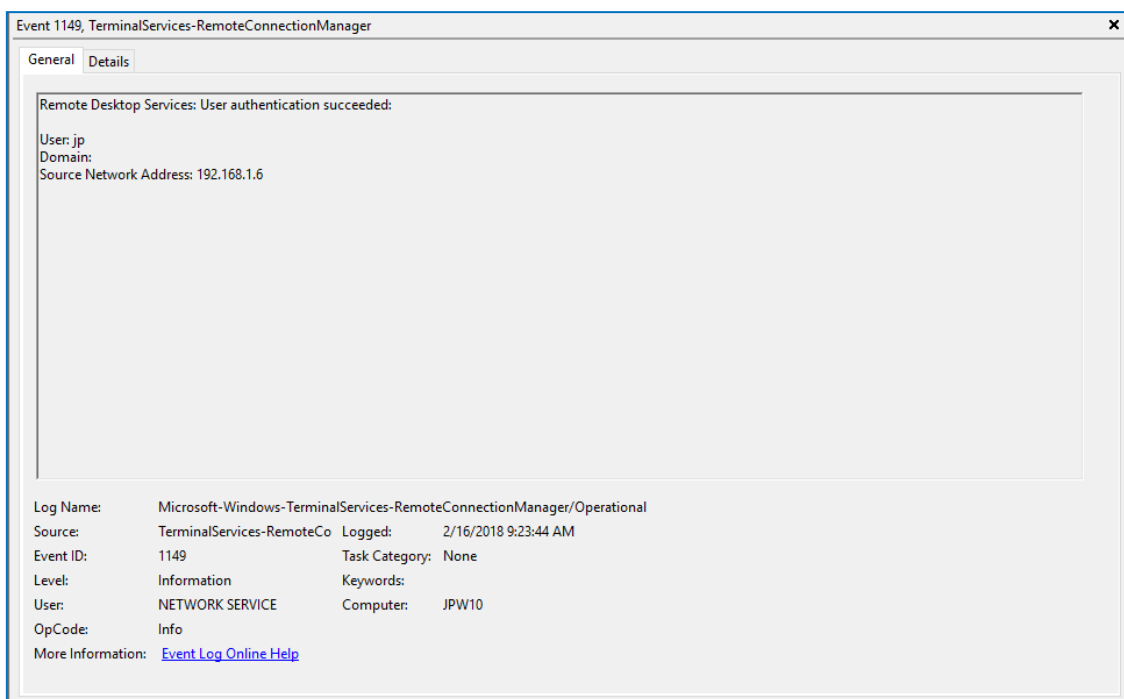 Event 1149, TerminalServices-RemoteConnectionManager
General Details
Remote Desktop Services: User authentication succeeded:
User: jp
Domain:
Source Network Address: 192.168.1.6
Log Name: Microsoft-Windows-TerminalServices-RemoteConnectionManager/Operational
Source: TerminalServices-RemoteCo Logged: 2/16/2018 9:23:44 AM
Event ID: 1149 Task Category: None
Level: Information Keywords:
User: NETWORK SERVICE Computer: JPW10
OpCode: Info
More Information: Event Log Online Help